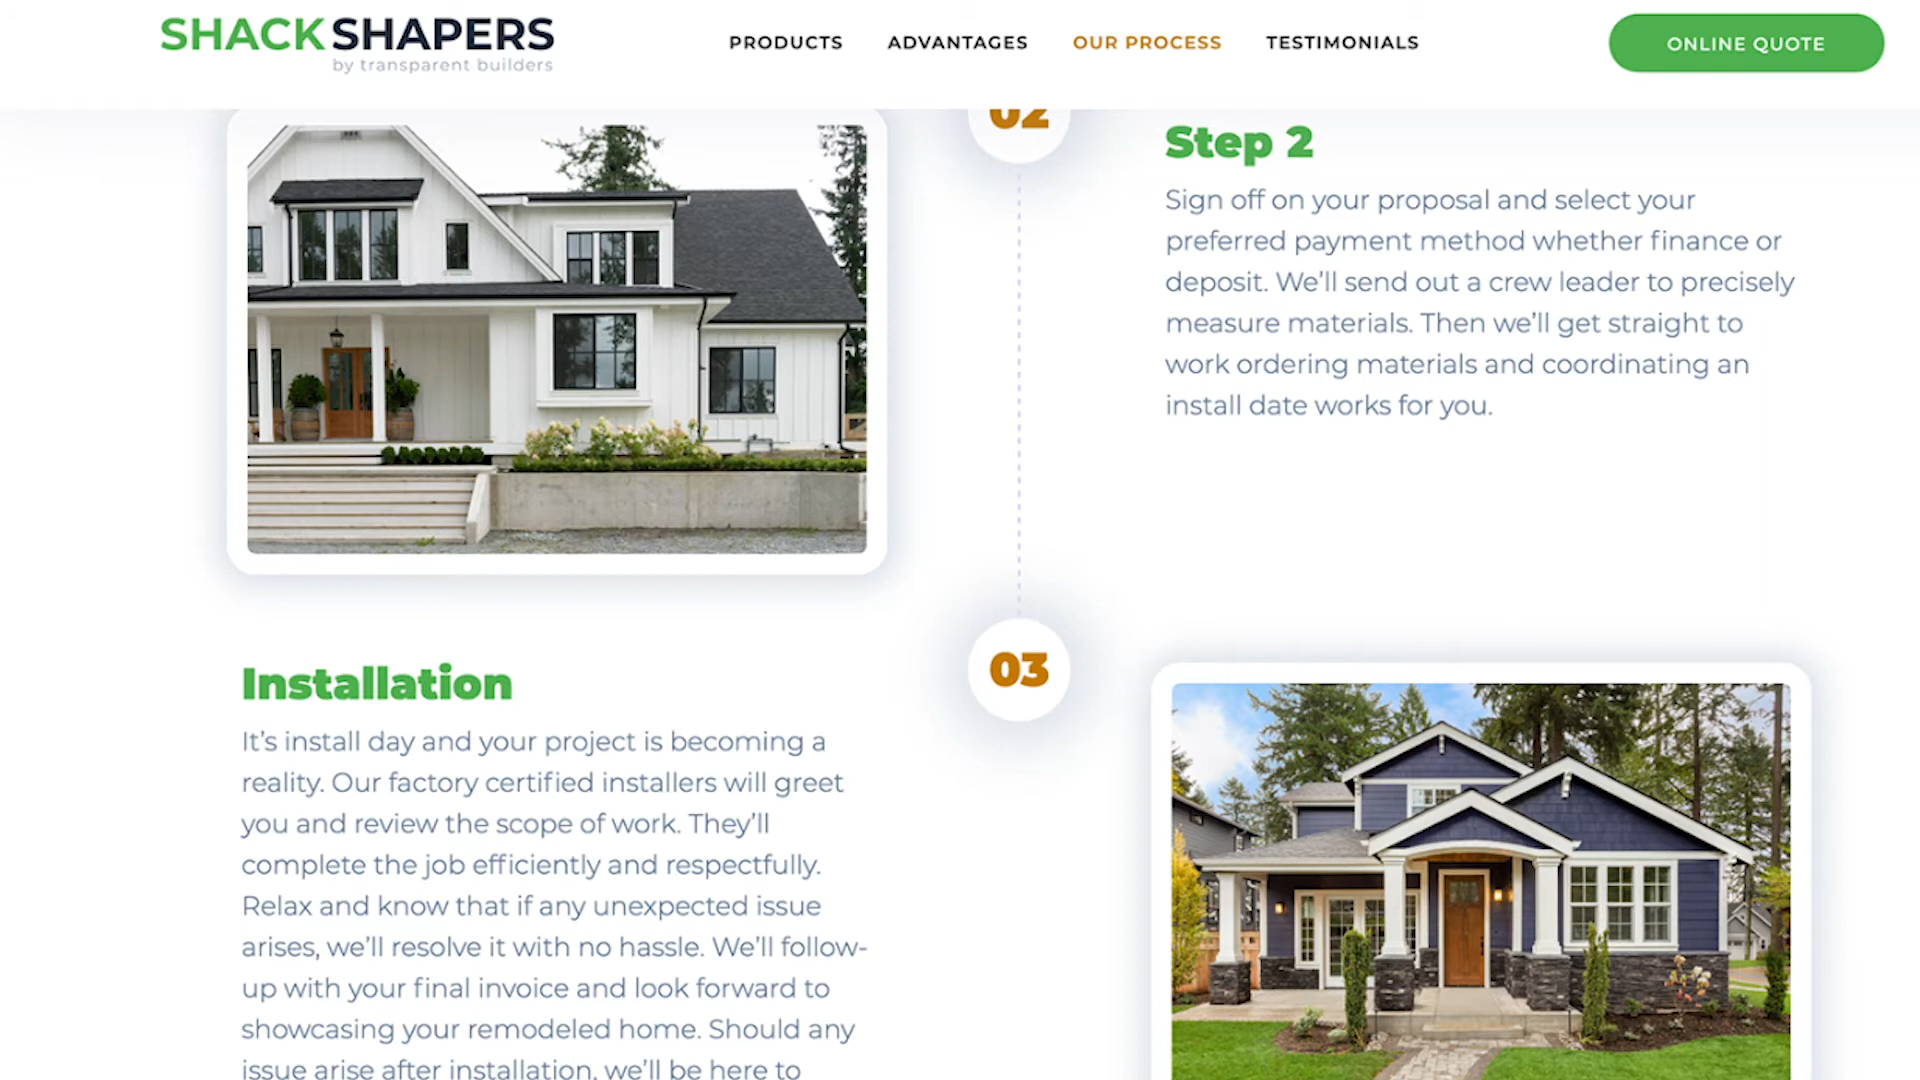 SHACKSHAPERS
by transparent builders
PRODUCTS
ADVANTAGES
OUR PROCESS
TESTIMONIALS
ONLINE QUOTE
02
Step 2
Sign off on your proposal and select your
preferred payment method whether finance or
deposit. We’ll send out a crew leader to precisely
measure materials. Then we’ll get straight to
work ordering materials and coordinating an
install date works for you.
03
Installation
It’s install day and your project is becoming a
reality. Our factory certified installers will greet
you and review the scope of work. They’ll
complete the job efficiently and respectfully.
Relax and know that if any unexpected issue
arises, we’ll resolve it with no hassle. We’ll follow-
up with your final invoice and look forward to
showcasing your remodeled home. Should any
issue arise after installation, we’ll be here to